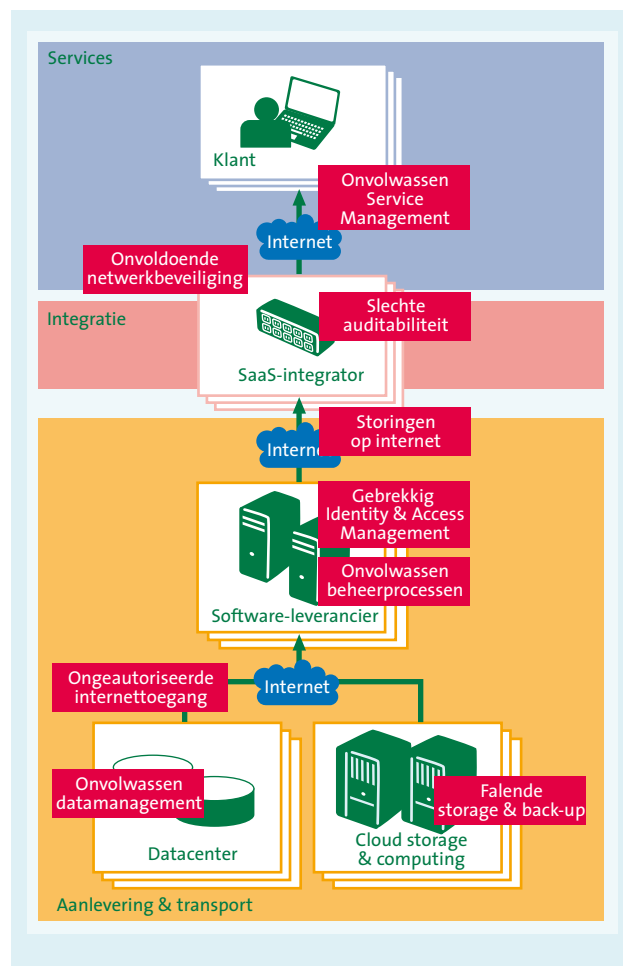 Services
Klant
Onvolwassen
Service
Management
Internet
Onvoldoende
netwerkbeveiliging
Integratie
Slechte
auditabiliteit
SaaS-integrator
Storingen
op internet
Intern
Gebrekkig
Identity & Access
Management
Onvolwassen
beheerprocessen
Software-leverancier
Ongeautoriseerde
internettoegang
Internet
Onvolwassen
datamanagement
Falende
storage & back-up
Datacenter
Cloud storage
& computing
Aanlevering & transport